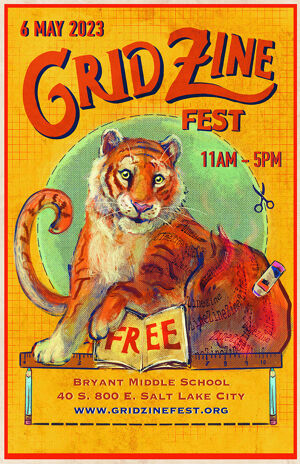 6 MAY 2023
GRID ZINE
FEST
11AM – 5PM
FREE
BRYANT MIDDLE SCHOOL
40 S. 800 E. SALT LAKE CITY
WWW.GRIDZINEFEST.ORG